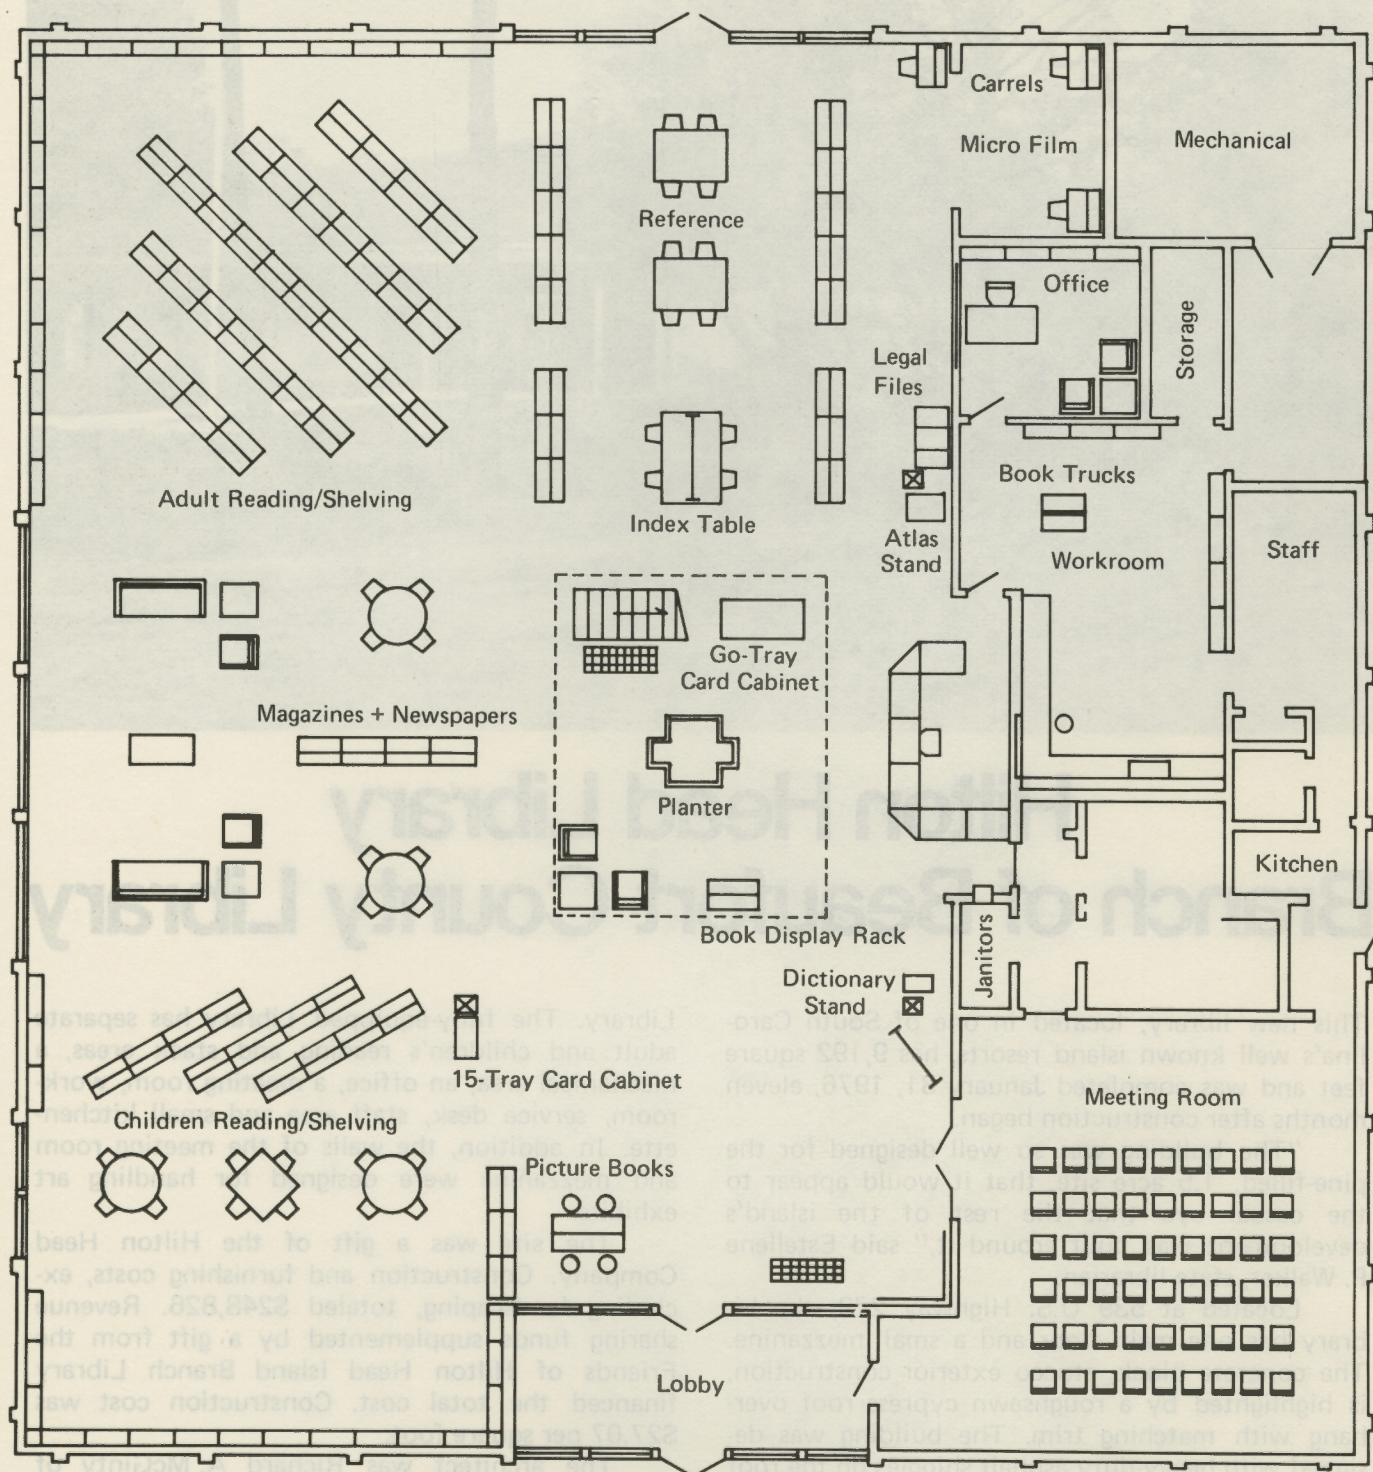 Carrels
Micro Film
Mechanical
Reference
Office
Storage
Legal
Files
Adult Reading/Shelving
Index Table
Book Trucks
Atlas
Stand
Workroom
Staff
Go-Tray
Card Cabinet
Magazines + Newspapers
Planter
Kitchen
Book Display Rack
Janitors
Dictionary
Stand
15-Tray Card Cabinet
Meeting Room
Children Reading/Shelving
Picture Books
Lobby